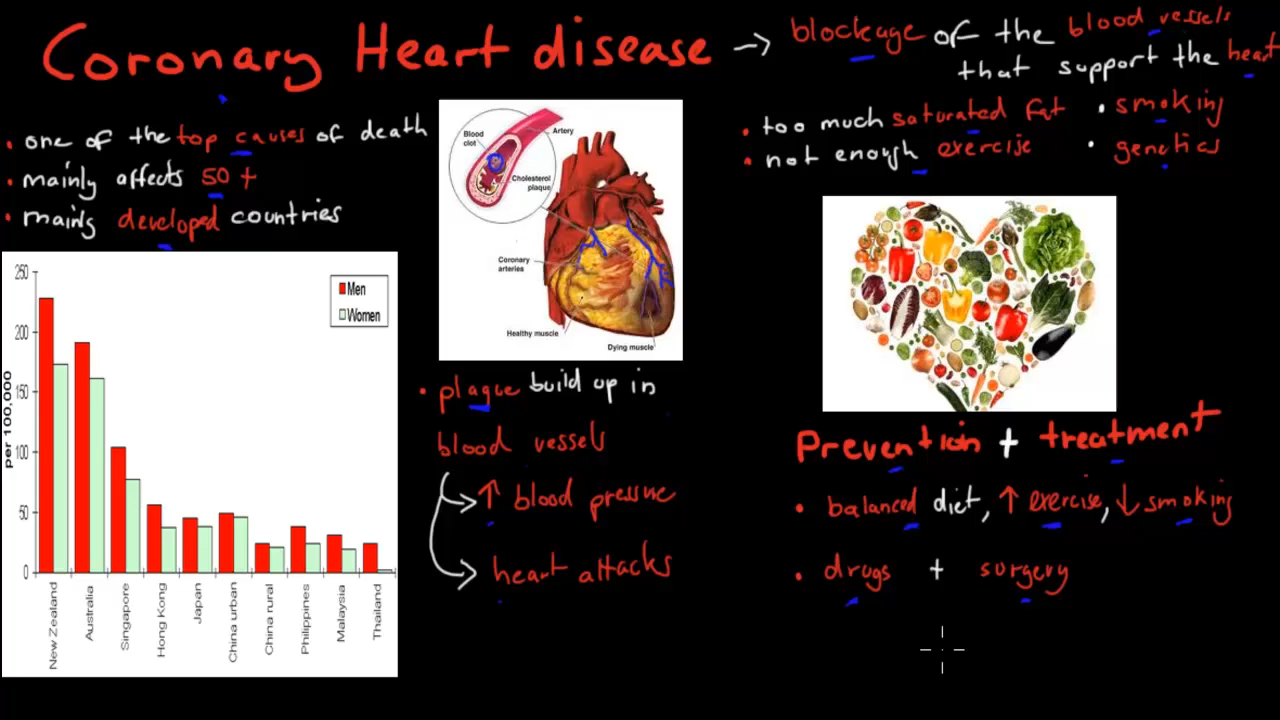 Coronary Heart disease → blockage of the blood vessels
that support the heart
• too much saturated fat • smoking
• not enough exercise • genetics
• one of the top causes of death
• mainly affects 50 +
• mainly developed countries
250
200
150
100
50
0
per 100,000
Men
Women
New Zealand
Australia
Singapore
Hong Kong
Japan
China urban
China rural
Philippines
Malaysia
Thailand
Blood
clot
Artery
Cholesterol
plaque
Coronary
arteries
Healthy muscle
Dying muscle
• plaque build up in
blood vessels
→ ↑ blood pressure
→ heart attacks
Prevention + treatment
• balanced diet, ↑ exercise, ↓ smoking
• drugs + surgery